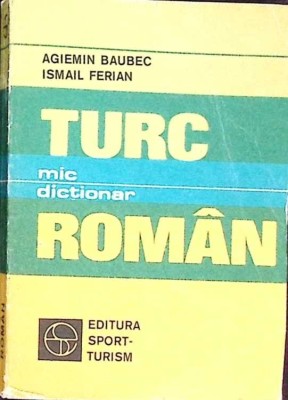 AGIEMIN BAUBEC
ISMAIL FERIAN
TURC
mic
dictionar
ROMÂN
EDITURA
SPORT-
TURISM